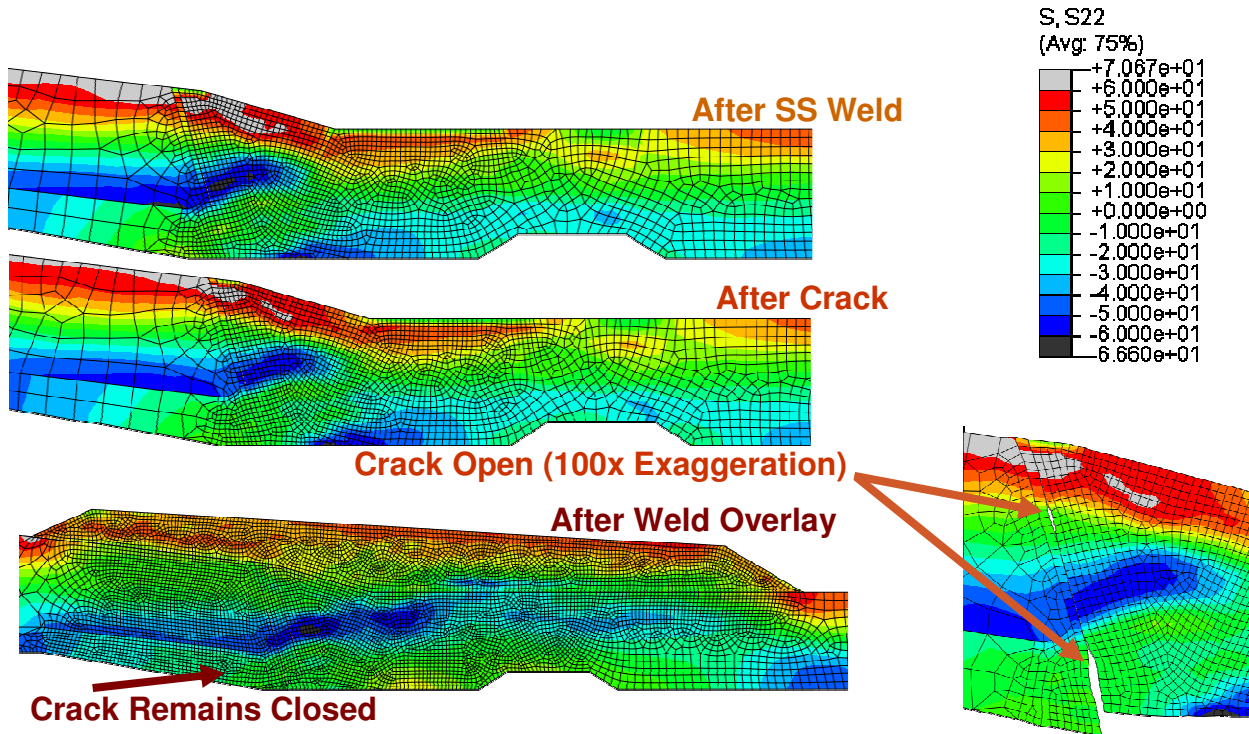 S, S22
(Avg: 75%)
+7.067e+01
+6.000e+01
+5.000e+01
+4.000e+01
+3.000e+01
+2.000e+01
+1.000e+01
+0.000e+00
-1.000e+01
-2.000e+01
-3.000e+01
-4.000e+01
-5.000e+01
-6.000e+01
-6.660e+01
After SS Weld
After Crack
Crack Open (100x Exaggeration)
After Weld Overlay
Crack Remains Closed